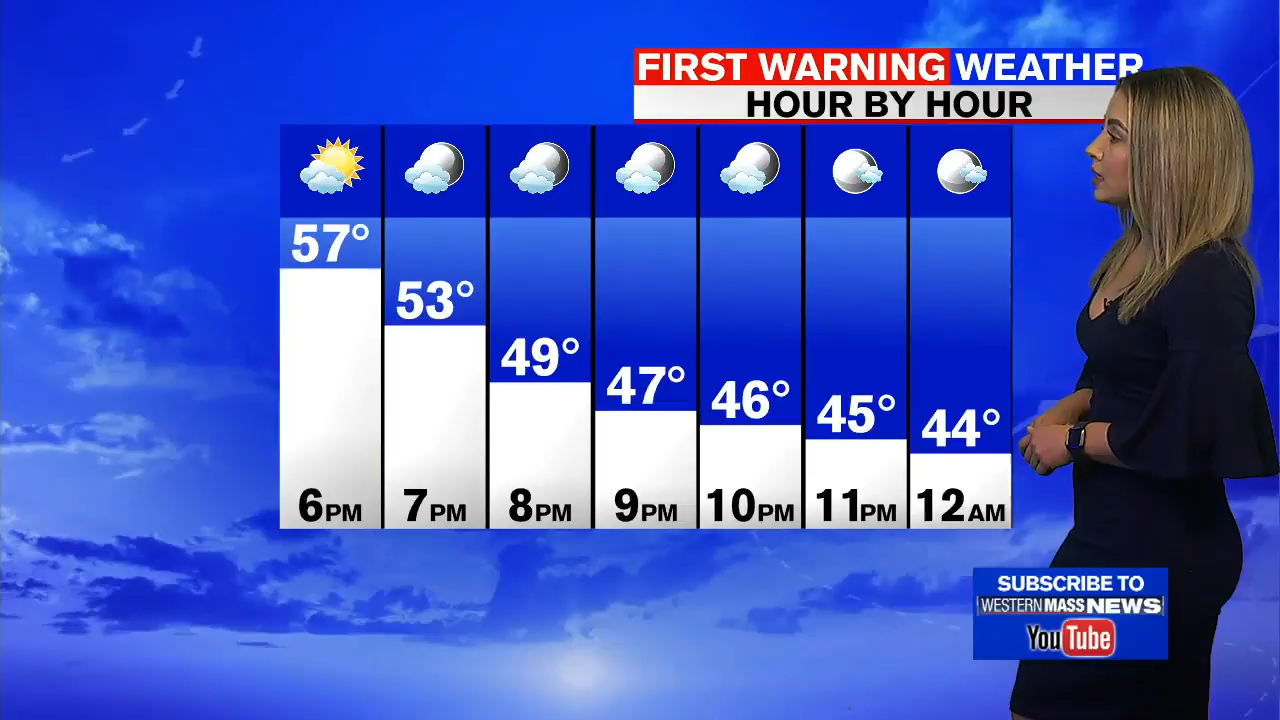 FIRST WARNING WEATHER
HOUR BY HOUR
57° 53° 49° 47° 46° 45° 44°
6PM 7PM 8PM 9PM 10PM 11PM 12AM
SUBSCRIBE TO
WESTERN MASS NEWS
YouTube